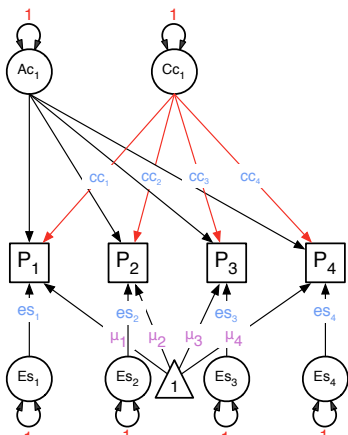 1 1
Ac1 Cc1
cc1 cc2 cc3 cc4
P1 P2 P3 P4
es1 es2 es3 es4
μ1 μ2 μ3 μ4
Es1 Es2 1 Es3 Es4
1 1 1 1